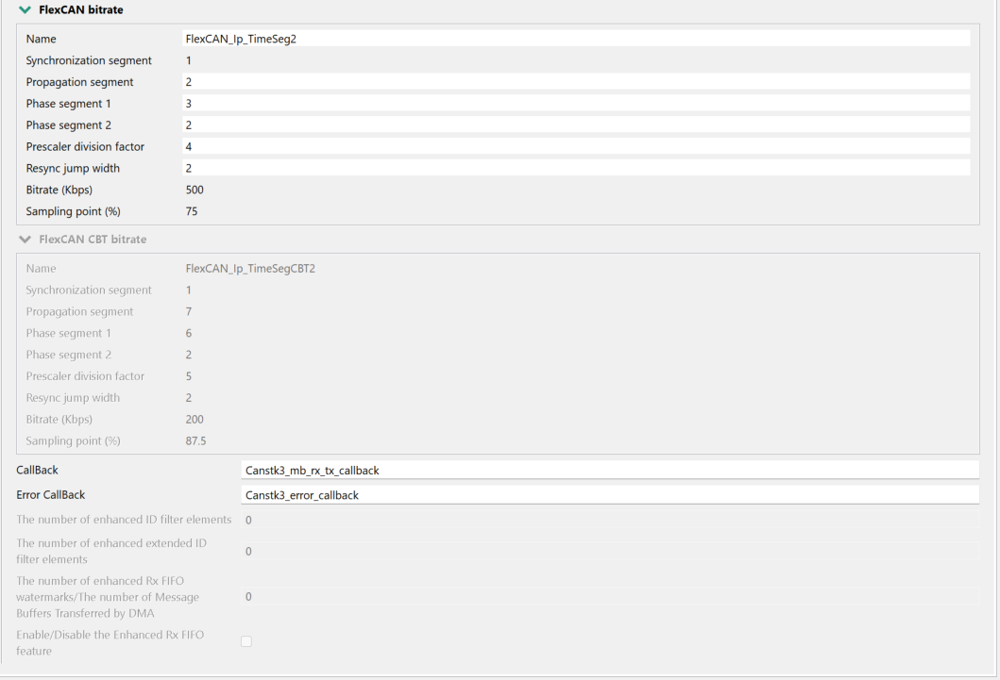 FlexCAN bitrate
Name FlexCAN_Ip_TimeSeg2
Synchronization segment 1
Propagation segment 2
Phase segment 1 3
Phase segment 2 2
Prescaler division factor 4
Resync jump width 2
Bitrate (Kbps) 500
Sampling point (%) 75
FlexCAN CBT bitrate
Name FlexCAN_Ip_TimeSegCBT2
Synchronization segment 1
Propagation segment 7
Phase segment 1 6
Phase segment 2 2
Prescaler division factor 5
Resync jump width 2
Bitrate (Kbps) 200
Sampling point (%) 87.5
CallBack Canstk3_mb_rx_tx_callback
Error CallBack Canstk3_error_callback
The number of enhanced ID filter elements 0
The number of enhanced extended ID
filter elements 0
The number of enhanced Rx FIFO
watermarks/The number of Message 0
Buffers Transferred by DMA
Enable/Disable the Enhanced Rx FIFO
feature